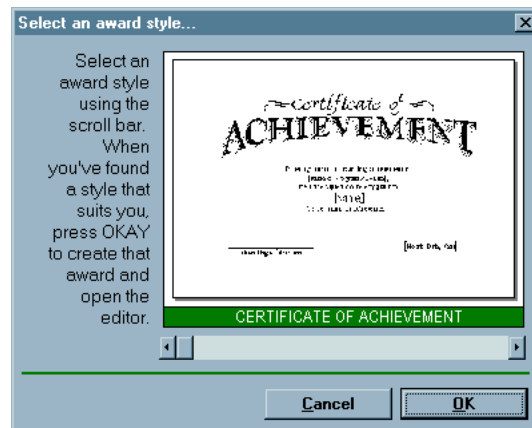 Select an award style...
Select an
award style
using the
scroll bar.
When
you've found
a style that
suits you,
press OKAY
to create that
award and
open the
editor.
Certificate of
ACHIEVEMENT
CERTIFICATE OF ACHIEVEMENT
Cancel
OK